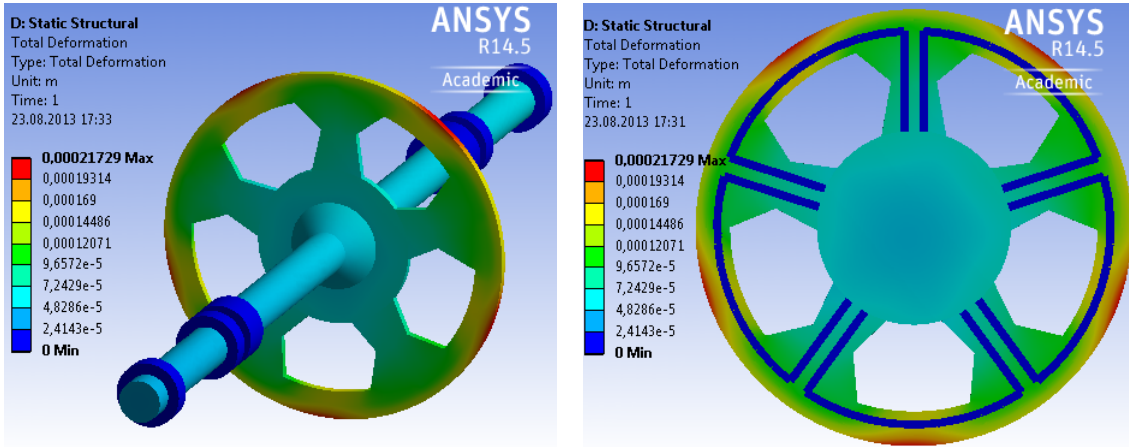 D: Static Structural
Total Deformation
Type: Total Deformation
Unit: m
Time: 1
23.08.2013 17:33
ANSYS
R14.5
Academic
0,00021729 Max
0,00019314
0,000169
0,00014486
0,00012071
9,6572e-5
7,2429e-5
4,8286e-5
2,4143e-5
0 Min
D: Static Structural
Total Deformation
Type: Total Deformation
Unit: m
Time: 1
23.08.2013 17:31
ANSYS
R14.5
Academic
0,00021729 Max
0,00019314
0,000169
0,00014486
0,00012071
9,6572e-5
7,2429e-5
4,8286e-5
2,4143e-5
0 Min